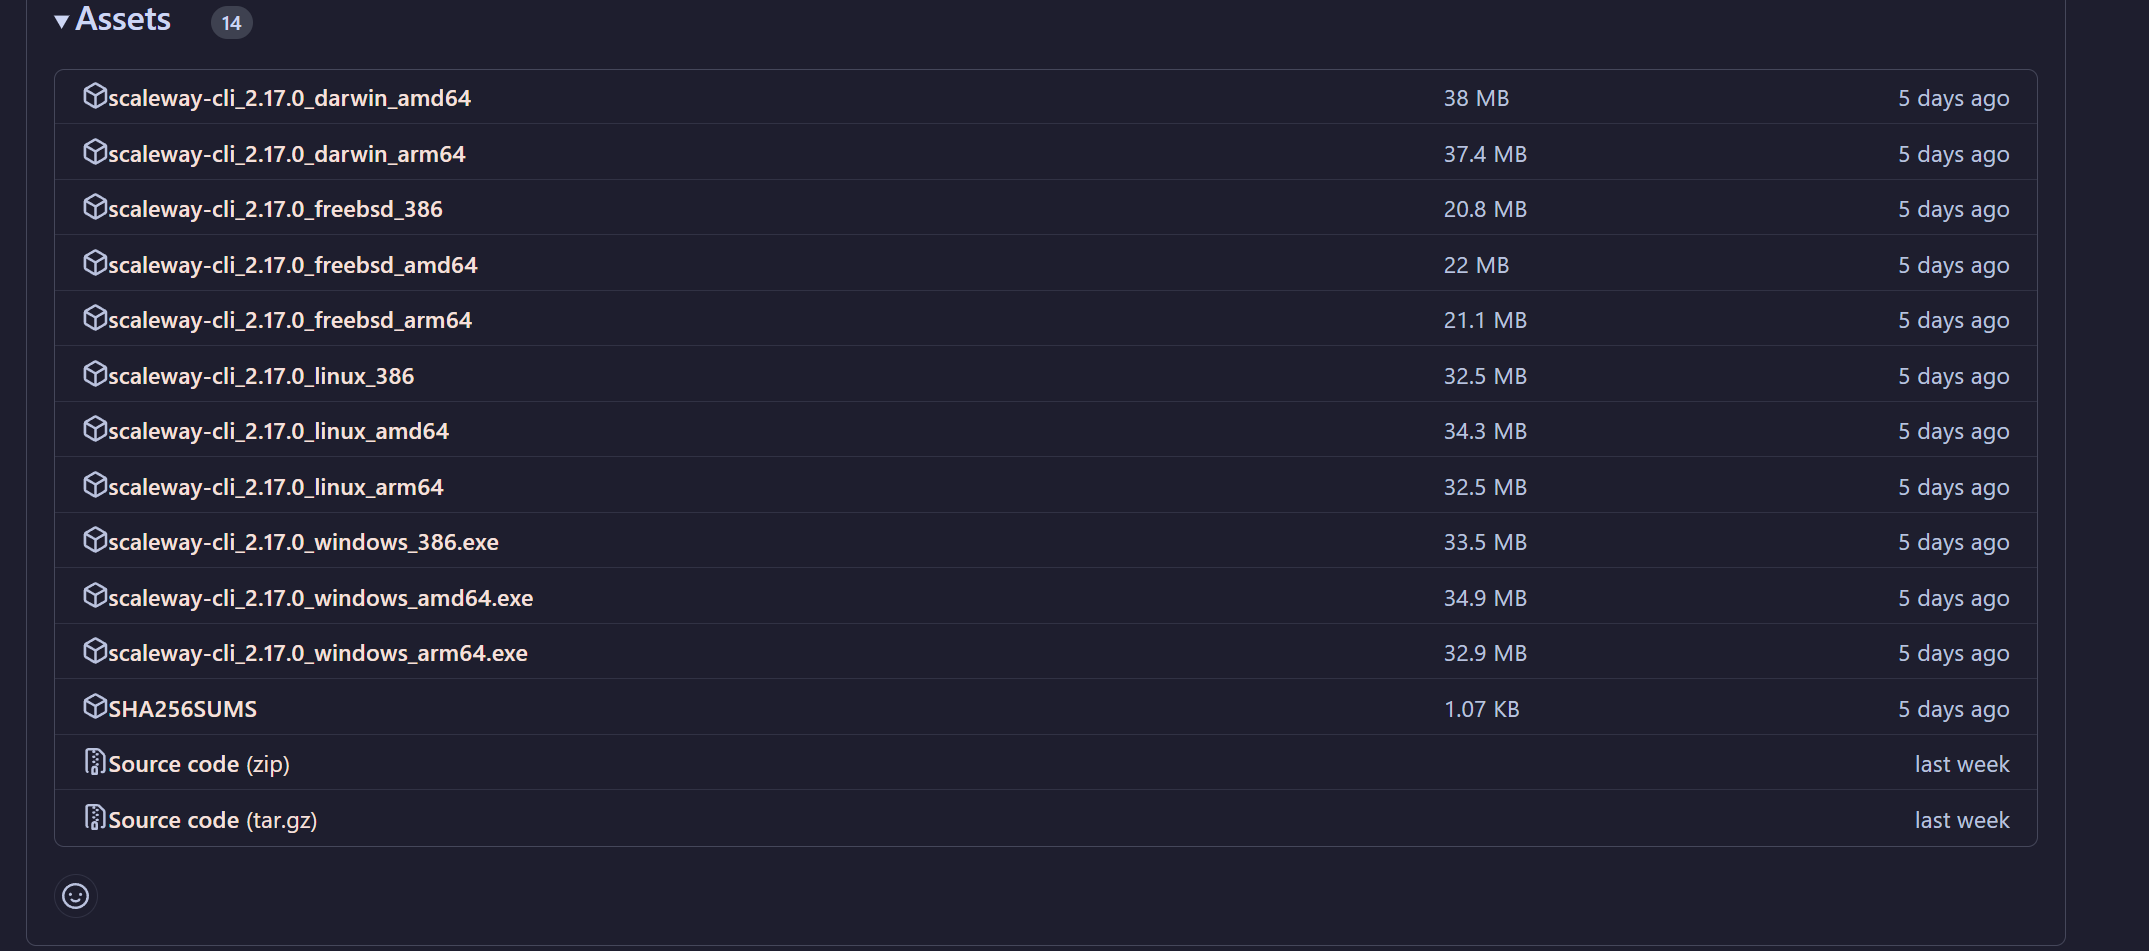 Assets 14
scaleway-cli_2.17.0_darwin_amd64 38 MB 5 days ago
scaleway-cli_2.17.0_darwin_arm64 37.4 MB 5 days ago
scaleway-cli_2.17.0_freebsd_386 20.8 MB 5 days ago
scaleway-cli_2.17.0_freebsd_amd64 22 MB 5 days ago
scaleway-cli_2.17.0_freebsd_arm64 21.1 MB 5 days ago
scaleway-cli_2.17.0_linux_386 32.5 MB 5 days ago
scaleway-cli_2.17.0_linux_amd64 34.3 MB 5 days ago
scaleway-cli_2.17.0_linux_arm64 32.5 MB 5 days ago
scaleway-cli_2.17.0_windows_386.exe 33.5 MB 5 days ago
scaleway-cli_2.17.0_windows_amd64.exe 34.9 MB 5 days ago
scaleway-cli_2.17.0_windows_arm64.exe 32.9 MB 5 days ago
SHA256SUMS 1.07 KB 5 days ago
Source code (zip) last week
Source code (tar.gz) last week